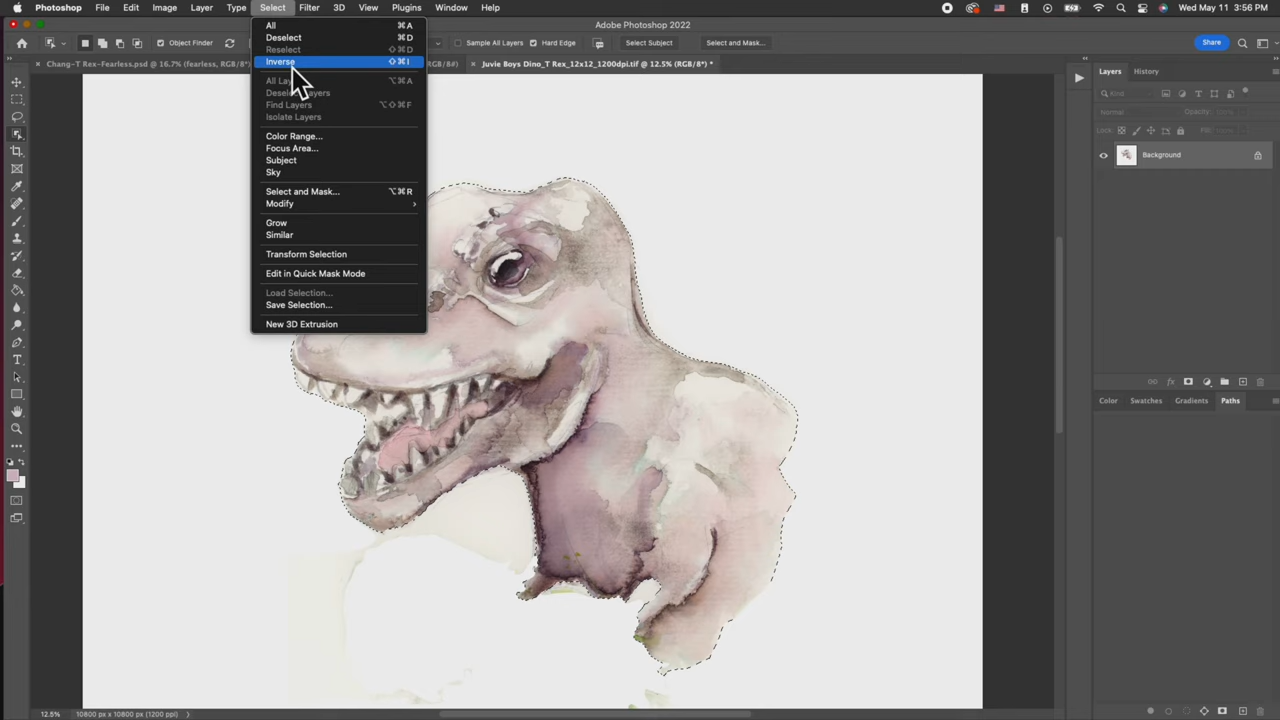 Photoshop File Edit Image Layer Type Select Filter 3D View Plugins Window Help Wed May 11 3:56 PM
Adobe Photoshop 2022
Object Finder Sample All Layers Hard Edge Select Subject Select and Mask... Share
Chang-T Rex-Fearless.psd @ 16.7% (fearless, RGB/8*) GB/8#) Juvie Boys Dino_T Rex_12x12_1200dpi.tif @ 12.5% (RGB/8*) *
All ⌘A
Deselect ⌘D
Reselect ⇧⌘D
Inverse ⇧⌘I
All Lay ⌥⌘A
Dese ayers
Find Layers ⌥⇧⌘F
Isolate Layers
Color Range...
Focus Area...
Subject
Sky
Select and Mask... ⌥⌘R
Modify
Grow
Similar
Transform Selection
Edit in Quick Mask Mode
Load Selection...
Save Selection...
New 3D Extrusion
Layers History
Kind
Normal Opacity:
Lock: Fill:
Background
Color Swatches Gradients Paths
12.5% 10800 px x 10800 px (1200 ppi)